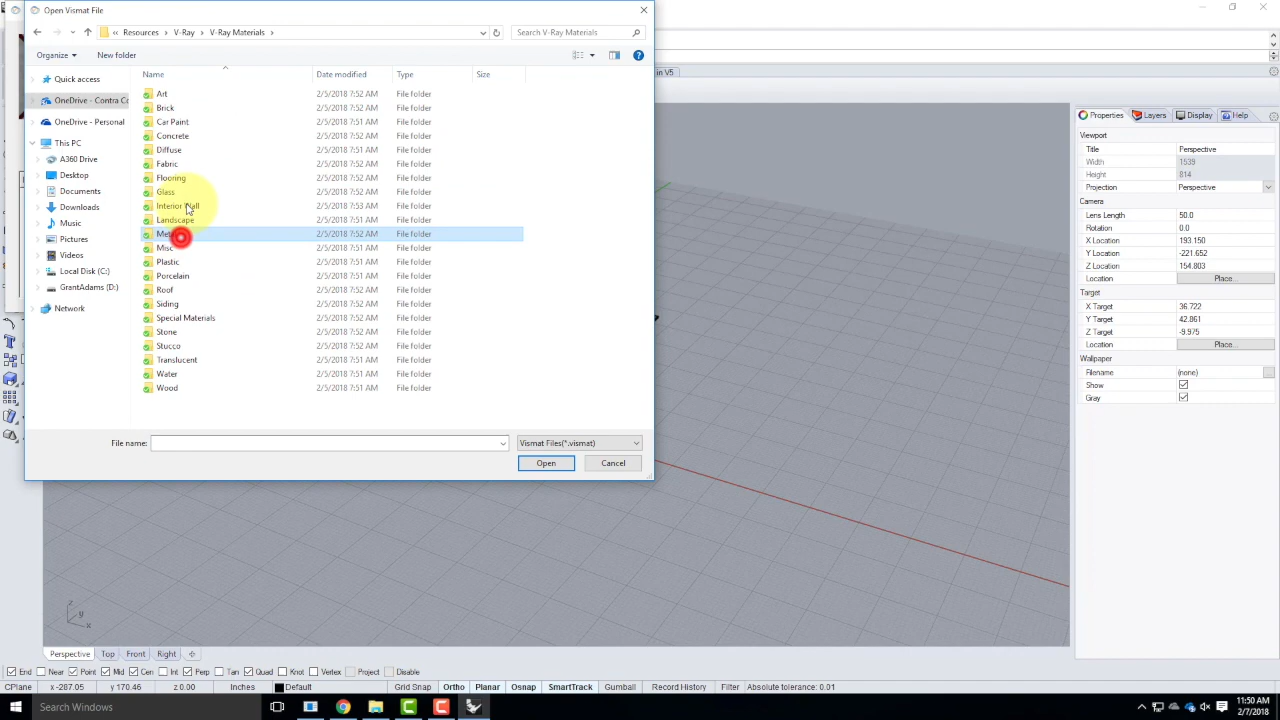 Open Vismat File
Resources V-Ray V-Ray Materials
Search V-Ray Materials
Organize New folder
Name Date modified Type Size
Quick access
OneDrive - Contra Co
OneDrive - Personal
This PC
A360 Drive
Desktop
Documents
Downloads
Music
Pictures
Videos
Local Disk (C:)
GrantAdams (D:)
Network
Art 2/5/2018 7:52 AM File folder
Brick 2/5/2018 7:52 AM File folder
Car Paint 2/5/2018 7:51 AM File folder
Concrete 2/5/2018 7:52 AM File folder
Diffuse 2/5/2018 7:51 AM File folder
Fabric 2/5/2018 7:52 AM File folder
Flooring 2/5/2018 7:51 AM File folder
Glass 2/5/2018 7:52 AM File folder
Interior Wall 2/5/2018 7:53 AM File folder
Landscape 2/5/2018 7:51 AM File folder
2/5/2018 7:52 AM File folder
Misc 2/5/2018 7:51 AM File folder
Plastic 2/5/2018 7:51 AM File folder
Porcelain 2/5/2018 7:52 AM File folder
Roof 2/5/2018 7:51 AM File folder
Siding 2/5/2018 7:52 AM File folder
Special Materials 2/5/2018 7:52 AM File folder
Stone 2/5/2018 7:52 AM File folder
Stucco 2/5/2018 7:52 AM File folder
Translucent 2/5/2018 7:51 AM File folder
Water 2/5/2018 7:52 AM File folder
Wood 2/5/2018 7:51 AM File folder
File name: Vismat Files(*.vismat)
Open Cancel
in V5
Properties Layers Display Help
Viewport
Title Perspective
Width 1539
Height 814
Projection Perspective
Camera
Lens Length 50.0
Rotation 0.0
X Location 193.150
Y Location -221.652
Z Location 154.803
Location Place...
Target
X Target 36.722
Y Target 42.861
Z Target -9.975
Location Place...
Wallpaper
Filename (none)
Show
Gray
z
y
x
Perspective Top Front Right
End Near Point Mid Cen Int Perp Tan Quad Knot Vertex Project Disable
CPlane x -287.05 y 170.46 z 0.00 Inches Default Grid Snap Ortho Planar Osnap SmartTrack Gumball Record History Filter Absolute tolerance: 0.01
Search Windows
11:50 AM
2/7/2018